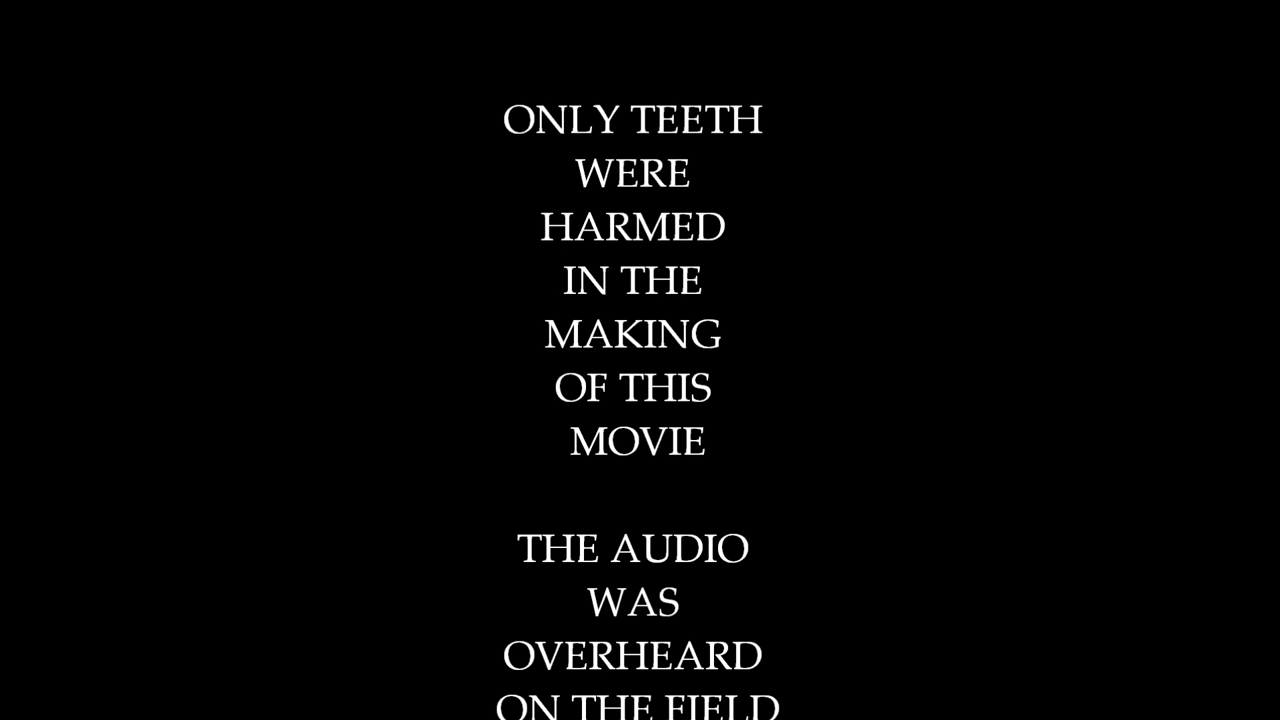 ONLY TEETH
WERE
HARMED
IN THE
MAKING
OF THIS
MOVIE
THE AUDIO
WAS
OVERHEARD
ON THE FIELD